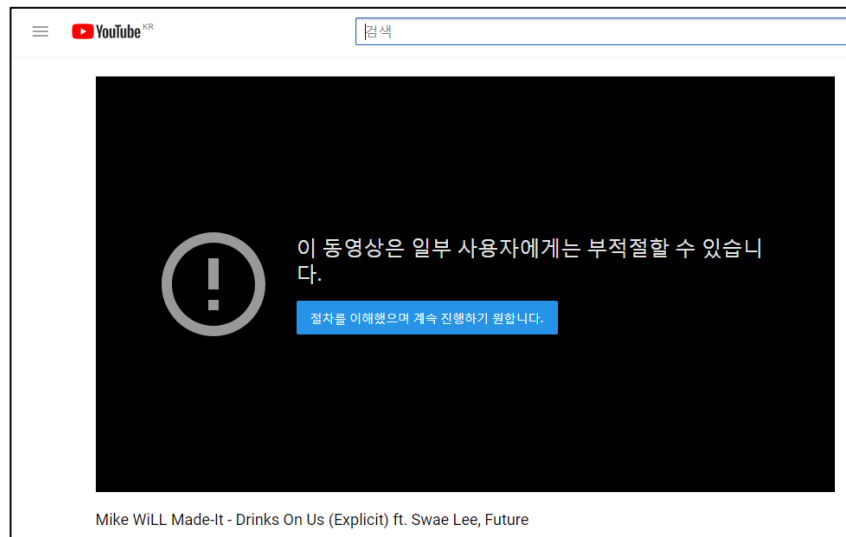 YouTube KR
검색
이 동영상은 일부 사용자에게는 부적절할 수 있습니
다.
절차를 이해했으며 계속 진행하기 원합니다.
Mike WiLL Made-It - Drinks On Us (Explicit) ft. Swae Lee, Future